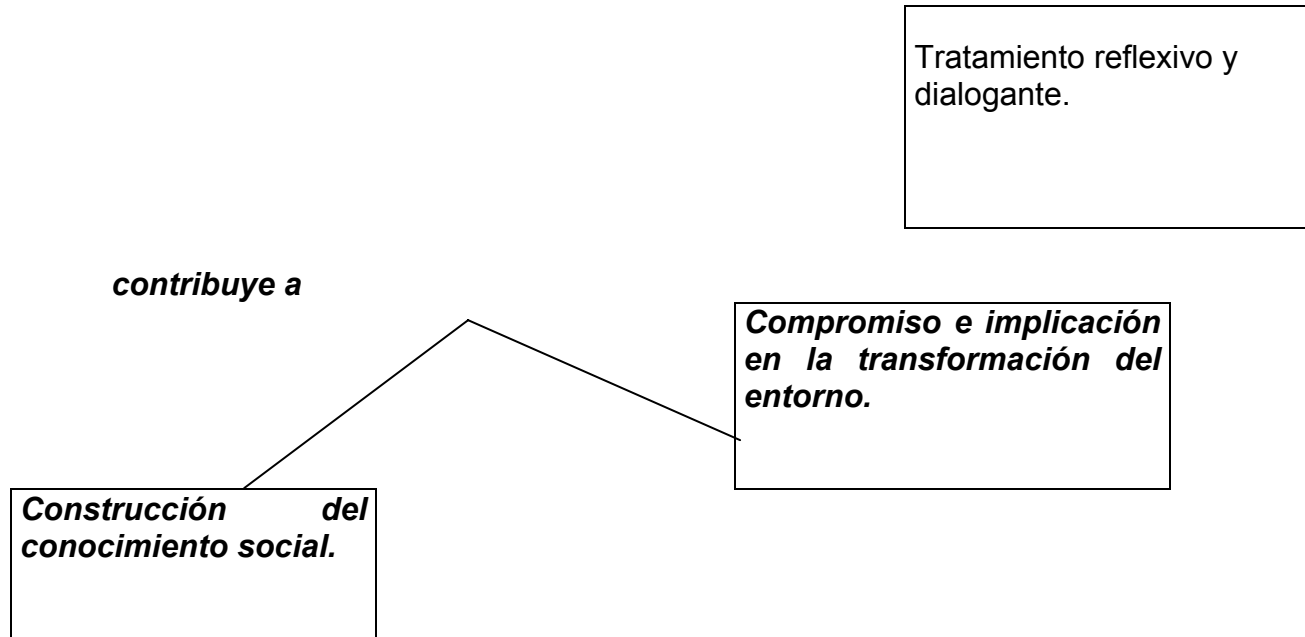 Tratamiento reflexivo y
dialogante.
contribuye a
Compromiso e implicación
en la transformación del
entorno.
Construcción del
conocimiento social.